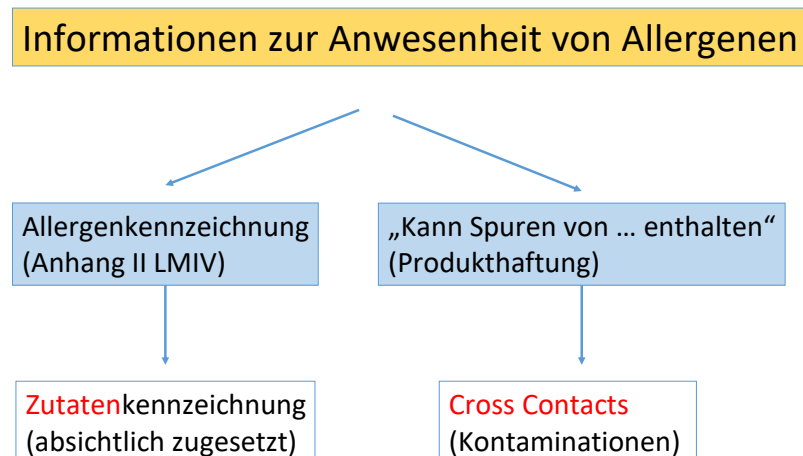 Informationen zur Anwesenheit von Allergenen
Allergenkennzeichnung
(Anhang II LMIV)
„Kann Spuren von … enthalten“
(Produkthaftung)
Zutatenkennzeichnung
(absichtlich zugesetzt)
Cross Contacts
(Kontaminationen)